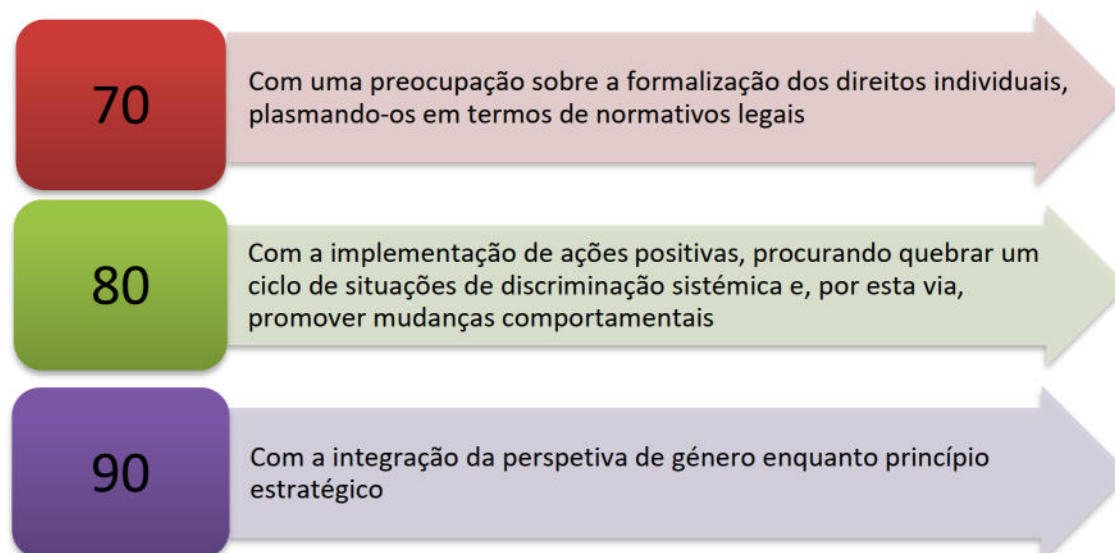 70
Com uma preocupação sobre a formalização dos direitos individuais,
plasmando-os em termos de normativos legais
80
Com a implementação de ações positivas, procurando quebrar um
ciclo de situações de discriminação sistémica e, por esta via,
promover mudanças comportamentais
90
Com a integração da perspetiva de género enquanto princípio
estratégico